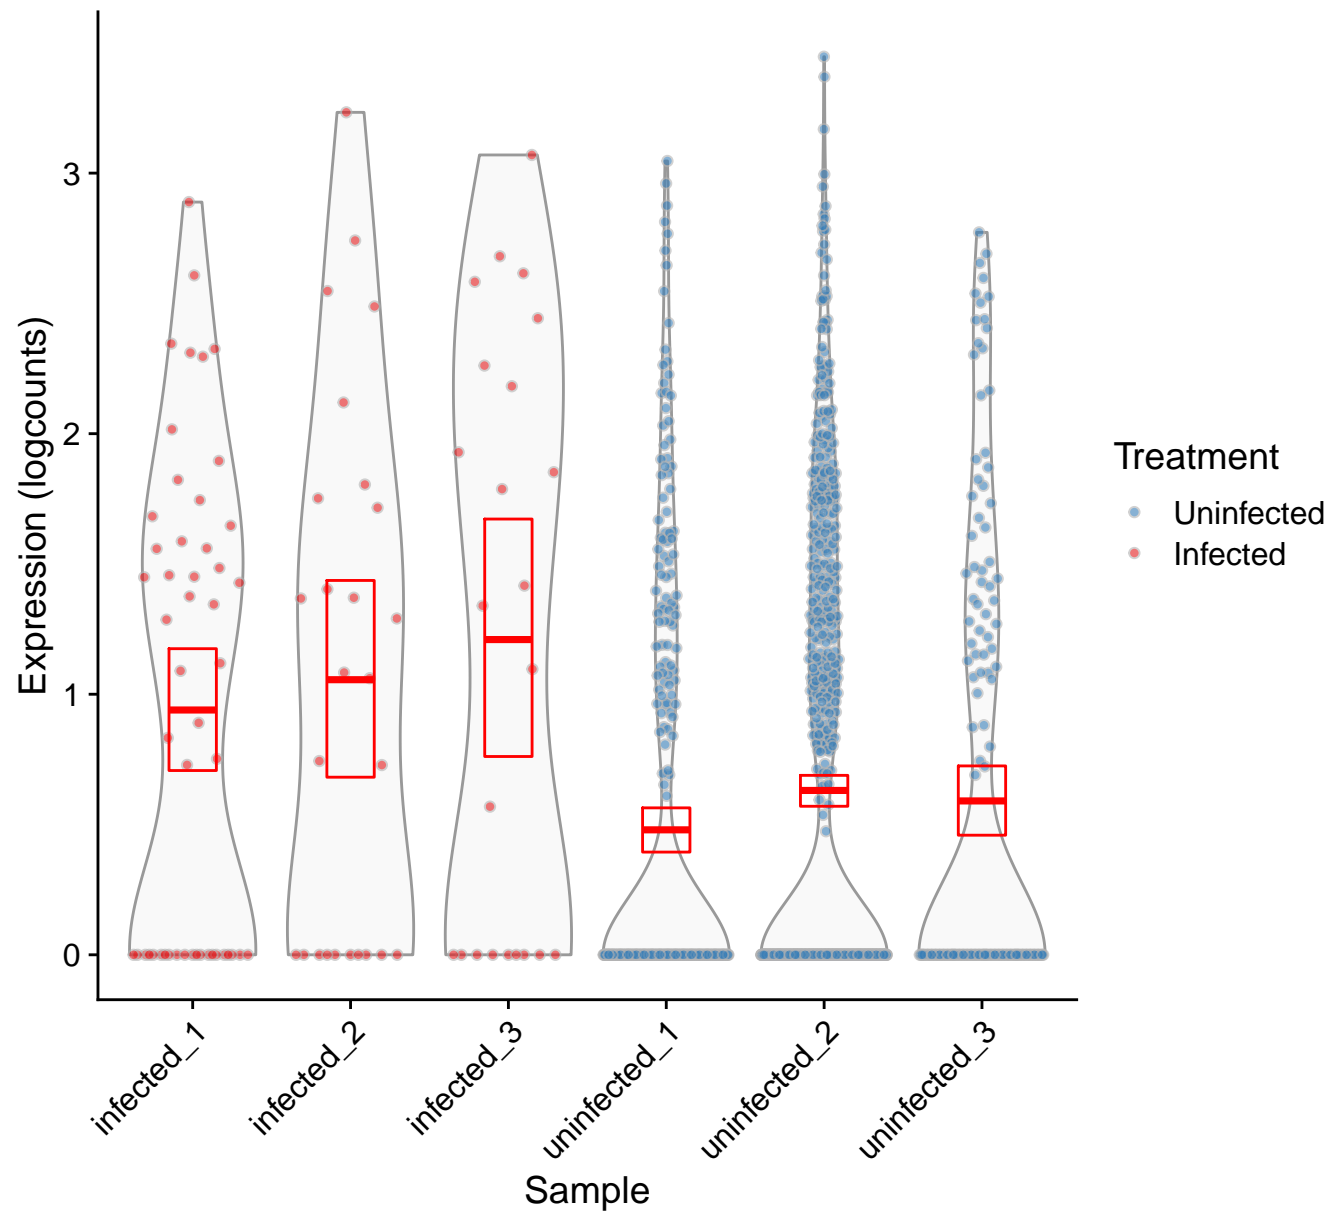 Expression (logcounts)
3
2
1
0
infected_1
infected_2
infected_3
uninfected_1
uninfected_2
uninfected_3
Sample
Treatment
Uninfected
Infected